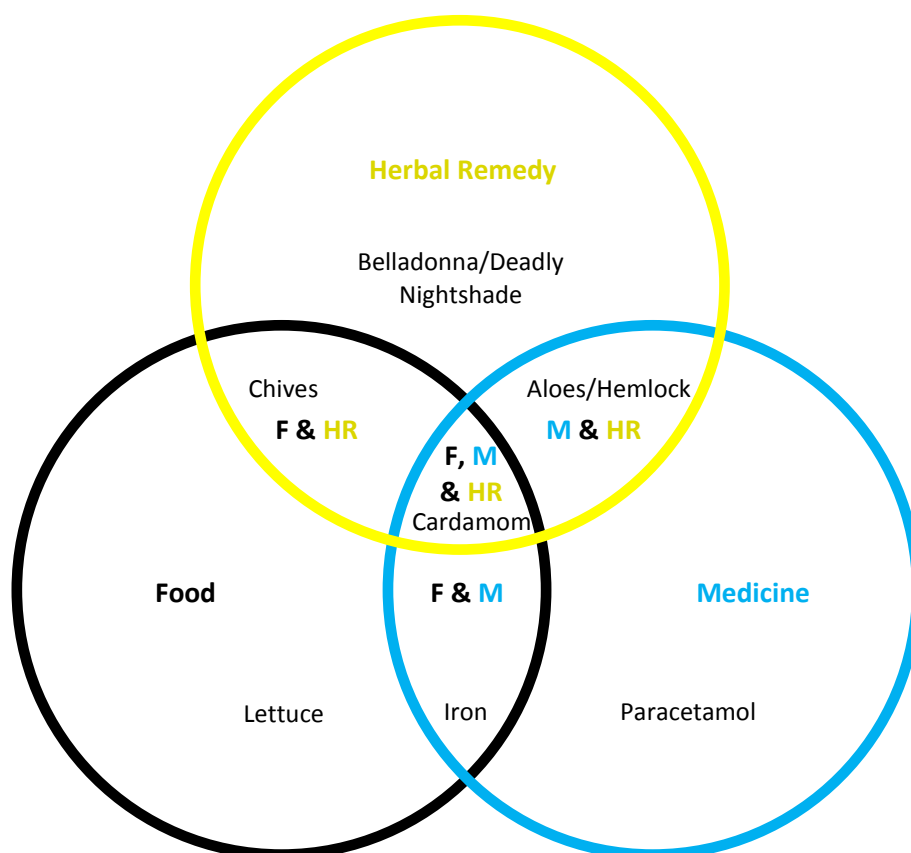 Herbal Remedy
Belladonna/Deadly
Nightshade
Chives
F & HR
Aloes/Hemlock
M & HR
F, M
& HR
Cardamom
Food
F & M
Medicine
Lettuce
Iron
Paracetamol